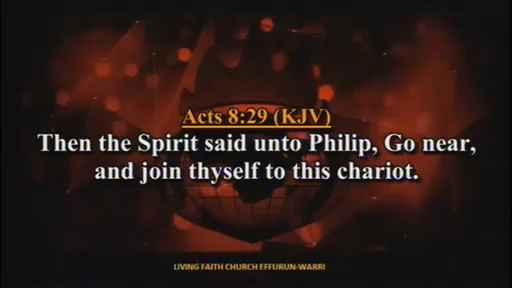 Acts 8:29 (KJV)
Then the Spirit said unto Philip, Go near,
and join thyself to this chariot.
LIVING FAITH CHURCH EFFURUN-WARRI